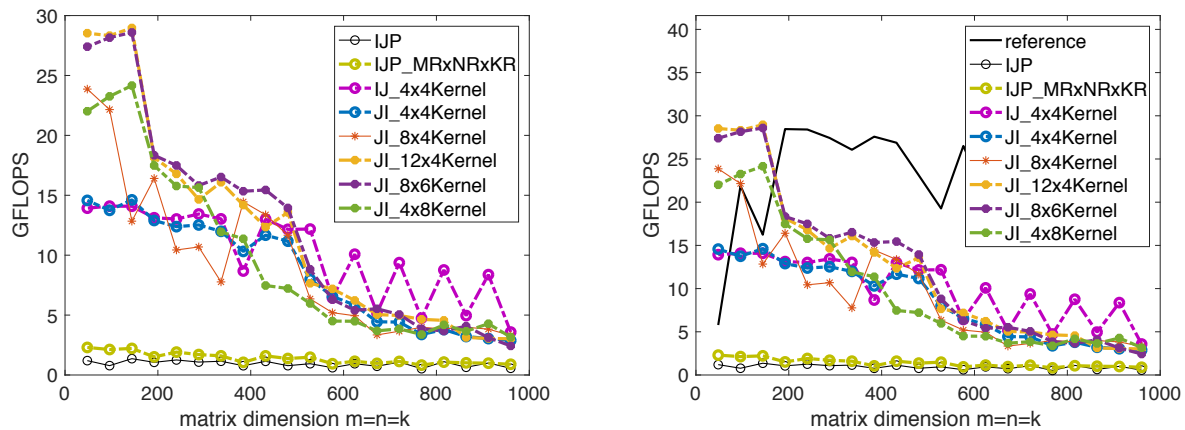 30
25
20
15
10
5
0
GFLOPS
0
200
400
600
800
1000
matrix dimension m=n=k
IJP
IJP_MRxNRxKR
IJ_4x4Kernel
JI_4x4Kernel
JI_8x4Kernel
JI_12x4Kernel
JI_8x6Kernel
JI_4x8Kernel
40
35
30
25
20
15
10
5
0
GFLOPS
0
200
400
600
800
1000
matrix dimension m=n=k
reference
IJP
IJP_MRxNRxKR
IJ_4x4Kernel
JI_4x4Kernel
JI_8x4Kernel
JI_12x4Kernel
JI_8x6Kernel
JI_4x8Kernel